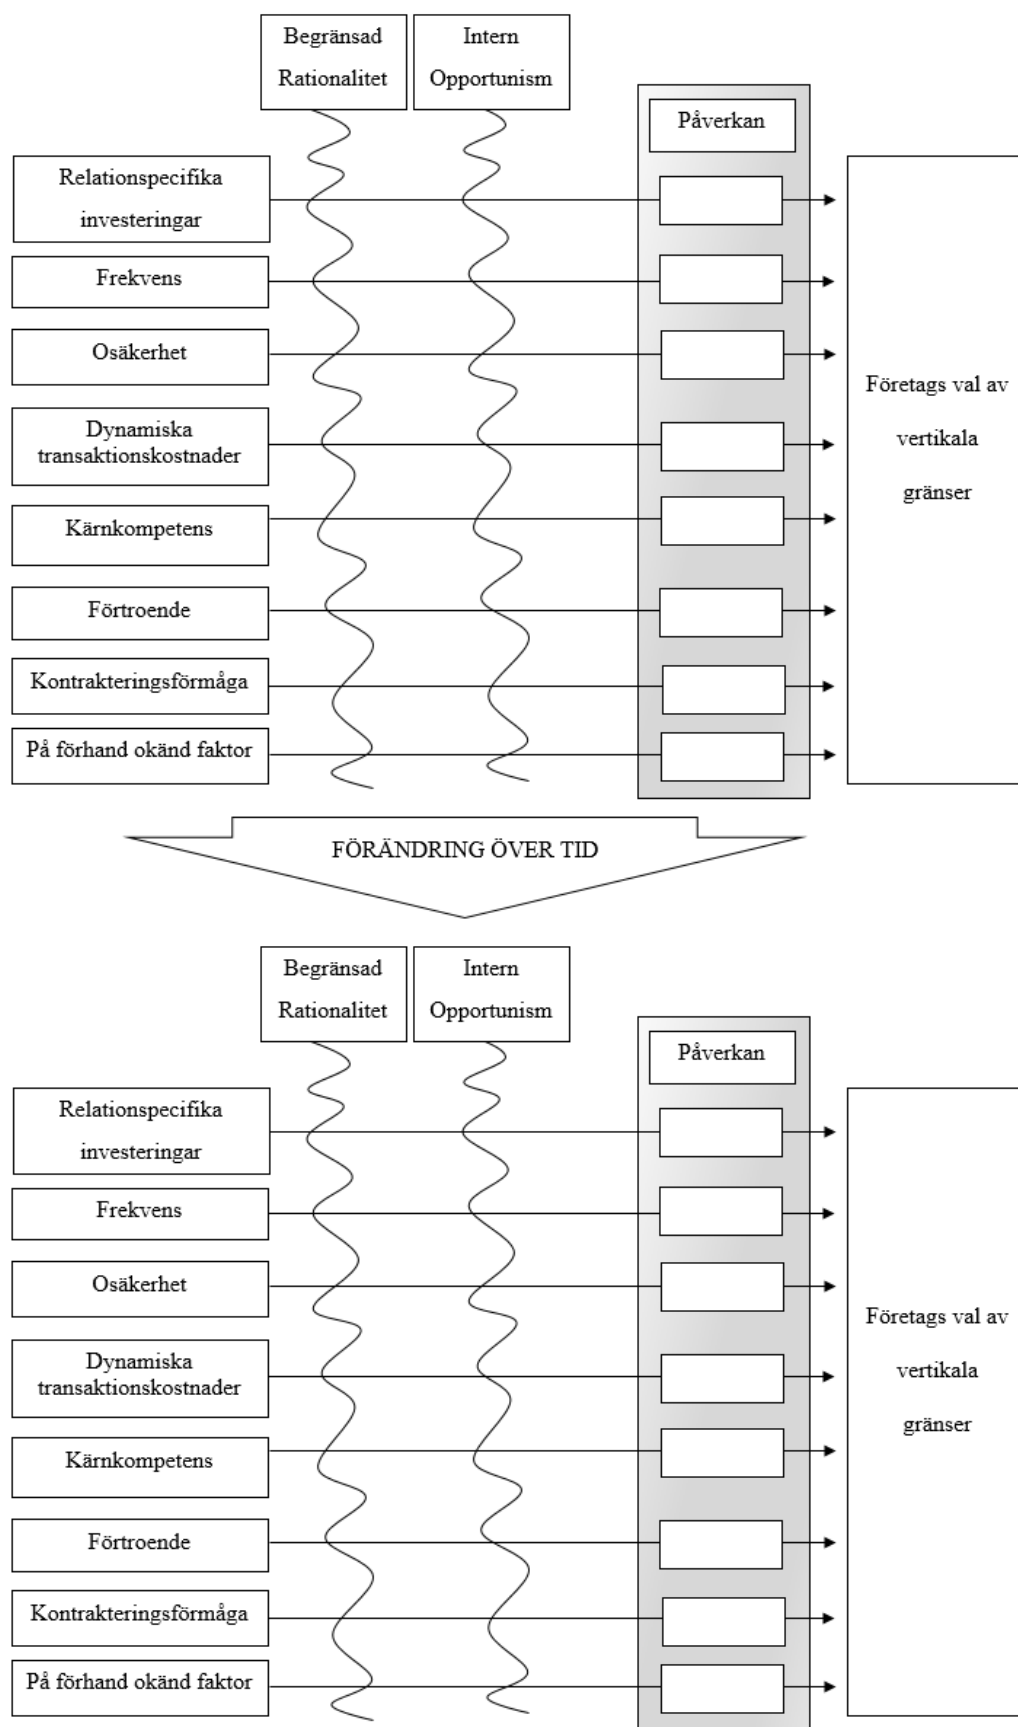 Begränsad
Rationalitet
Intern
Opportunism
Påverkan
Relationspecifika
investeringar
Frekvens
Osäkerhet
Dynamiska
transaktionskostnader
Kärnkompetens
Förtroende
Kontrakteringsförmåga
På förhand okänd faktor
Företags val av
vertikala
gränser
FÖRÄNDRING ÖVER TID
Begränsad
Rationalitet
Intern
Opportunism
Påverkan
Relationspecifika
investeringar
Frekvens
Osäkerhet
Dynamiska
transaktionskostnader
Kärnkompetens
Förtroende
Kontrakteringsförmåga
På förhand okänd faktor
Företags val av
vertikala
gränser